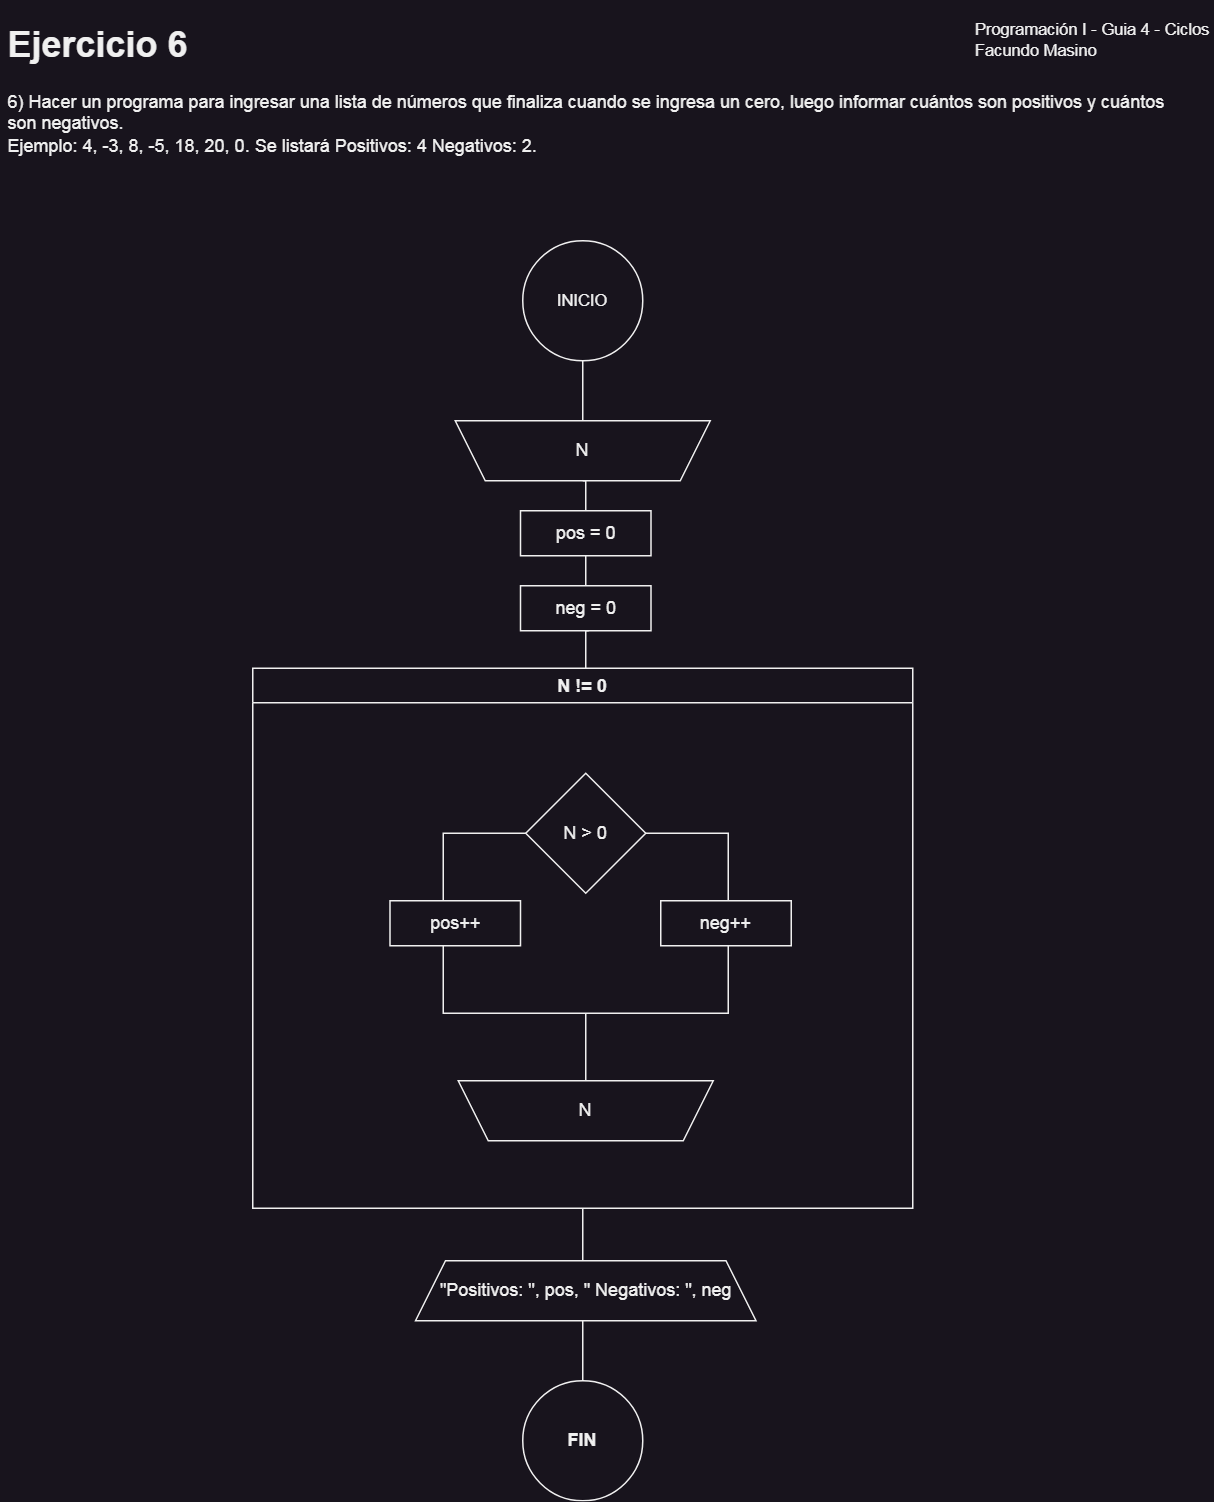 Ejercicio 6
Programación I - Guia 4 - Ciclos
Facundo Masino
6) Hacer un programa para ingresar una lista de números que finaliza cuando se ingresa un cero, luego informar cuántos son positivos y cuántos
son negativos.
Ejemplo: 4, -3, 8, -5, 18, 20, 0. Se listará Positivos: 4 Negativos: 2.
INICIO
N
pos = 0
neg = 0
N != 0
N > 0
pos++
neg++
N
"Positivos: ", pos, " Negativos: ", neg
FIN